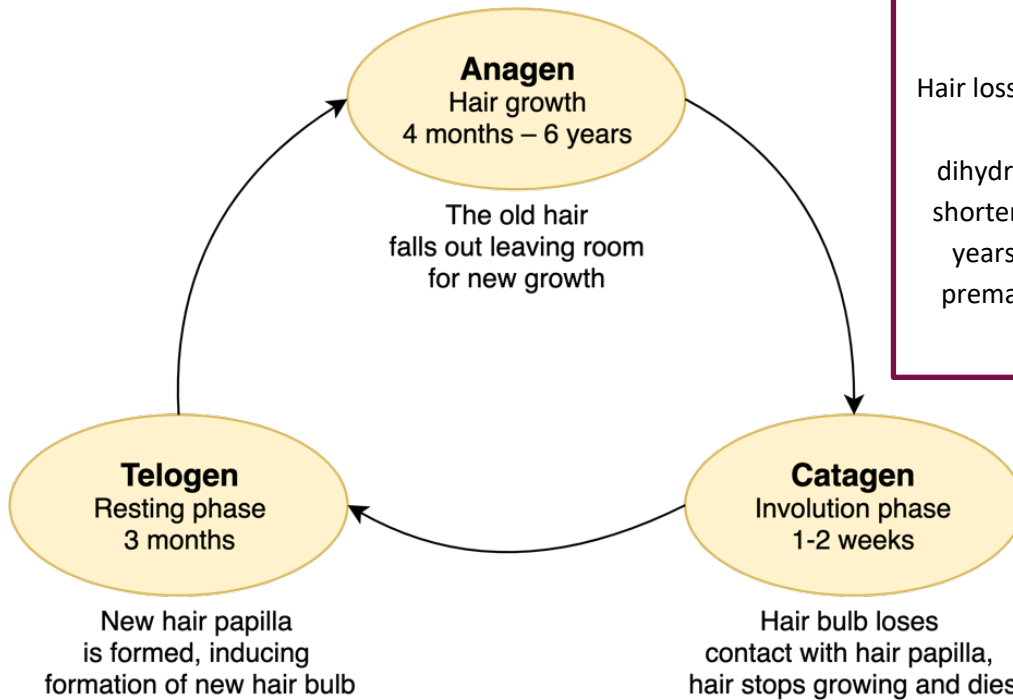 Anagen
Hair growth
4 months – 6 years
The old hair
falls out leaving room
for new growth
Hair loss
dihydr
shorter
years
prema
Telogen
Resting phase
3 months
New hair papilla
is formed, inducing
formation of new hair bulb
Catagen
Involution phase
1-2 weeks
Hair bulb loses
contact with hair papilla,
hair stops growing and dies